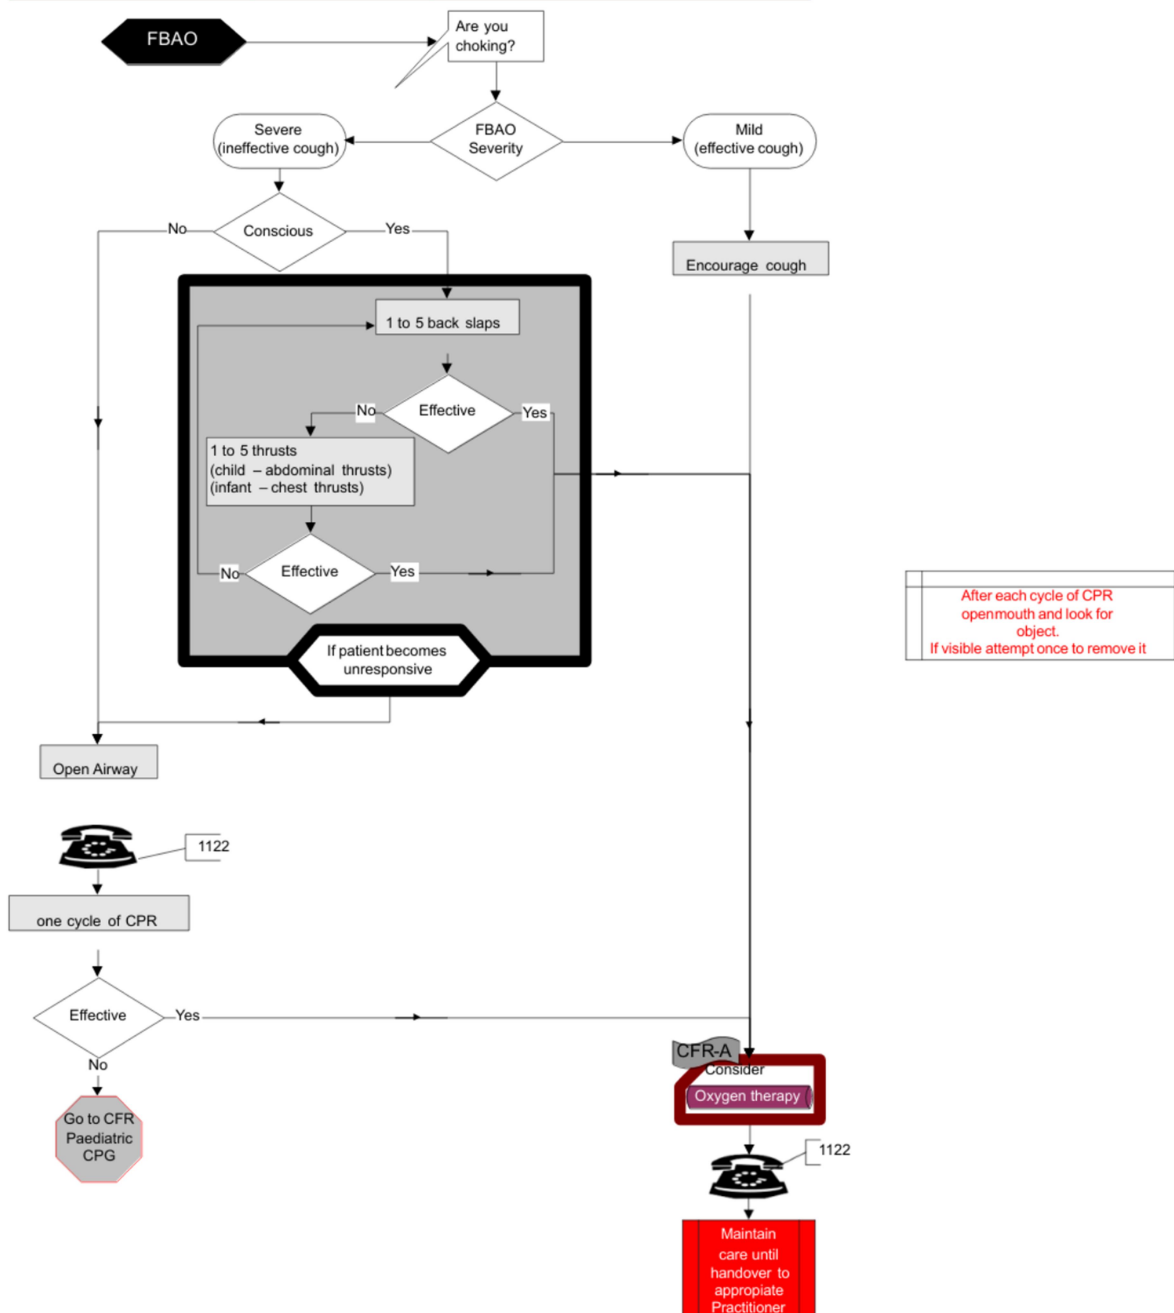 FBAO
Are you
choking?
Severe
(ineffective cough)
FBAO
Severity
Mild
(effective cough)
No
Conscious
Yes
Encourage cough
1 to 5 back slaps
No
Effective
Yes
1 to 5 thrusts
(child – abdominal thrusts)
(infant – chest thrusts)
No
Effective
Yes
After each cycle of CPR
openmouth and look for
object.
If visible attempt once to remove it
If patient becomes
unresponsive
Open Airway
1122
one cycle of CPR
Effective
Yes
No
CFR-A
Consider
Oxygen therapy
Go to CFR
Paediatric
CPG
1122
Maintain
care until
handover to
appropiate
Practitioner